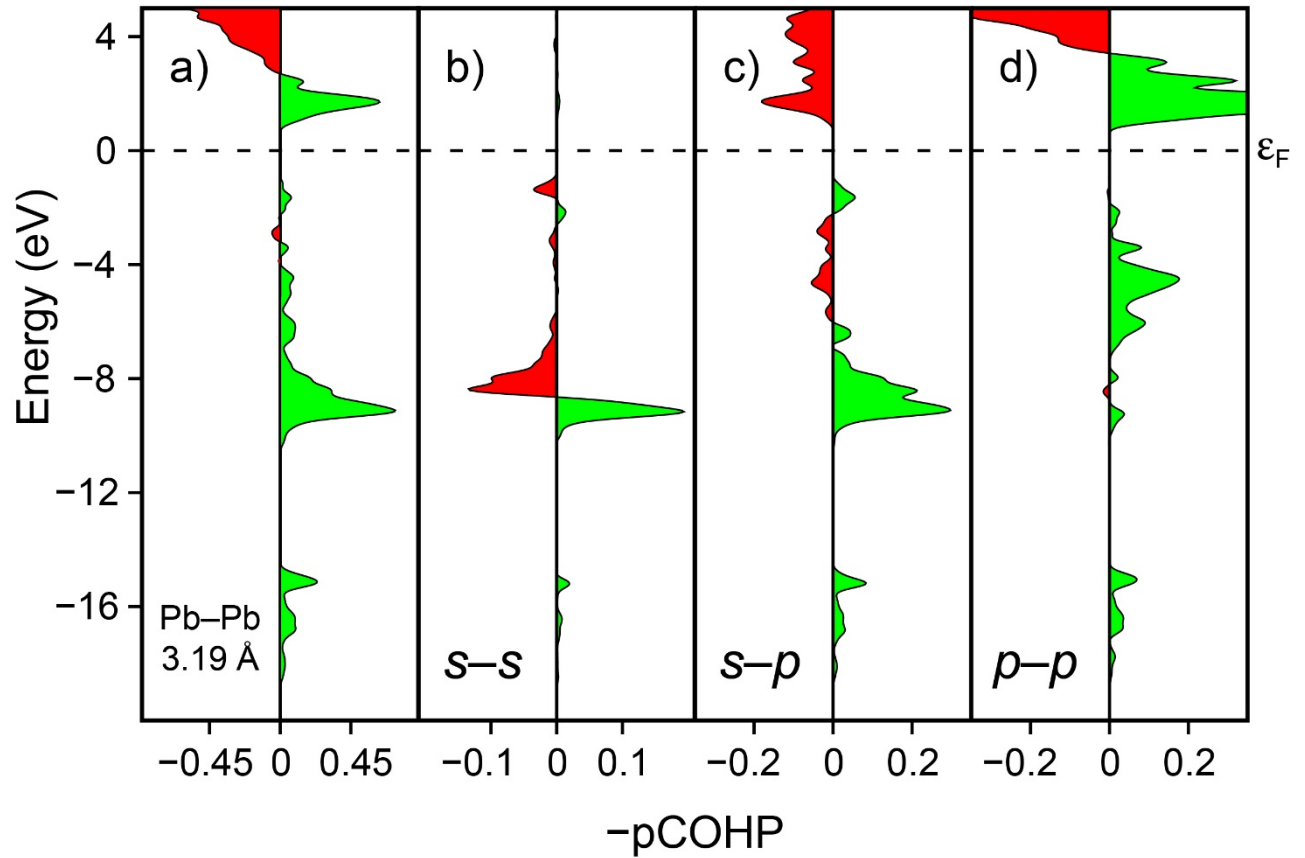 a)
b)
c)
d)
4
0
−4
−8
−12
−16
Energy (eV)
εF
Pb–Pb
3.19 Å
s–s
s–p
p–p
−0.45 0 0.45
−0.1 0 0.1
−0.2 0 0.2
−0.2 0 0.2
−pCOHP